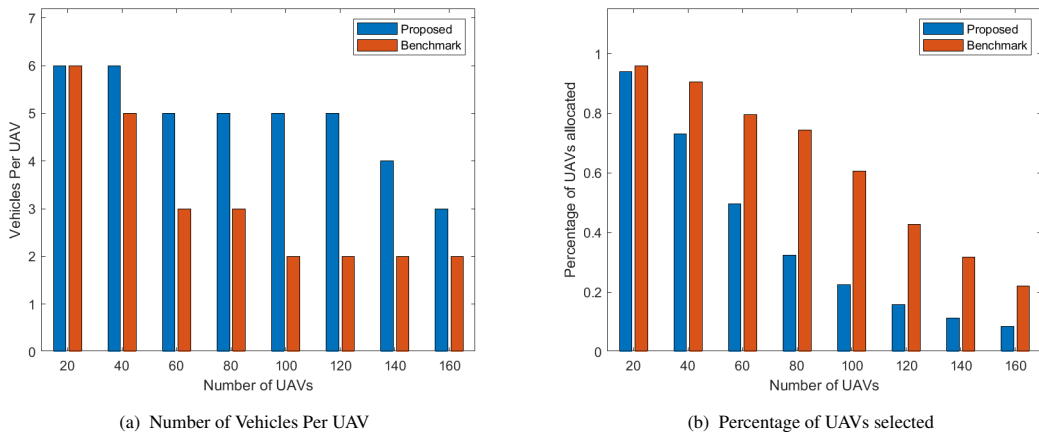 7
6
5
4
3
2
1
0
Vehicles Per UAV
Proposed
Benchmark
20 40 60 80 100 120 140 160
Number of UAVs
(a) Number of Vehicles Per UAV
1
0.8
0.6
0.4
0.2
0
Percentage of UAVs allocated
Proposed
Benchmark
20 40 60 80 100 120 140 160
Number of UAVs
(b) Percentage of UAVs selected